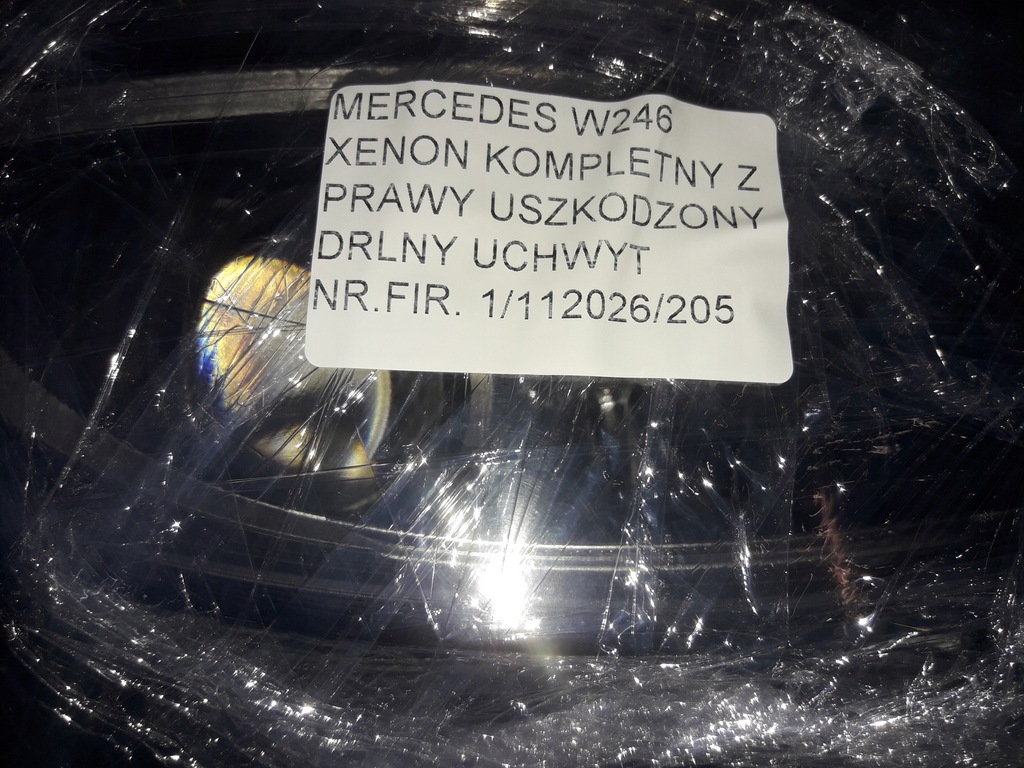 MERCEDES W246
XENON KOMPLETNY Z
PRAWY USZKODZONY
DRLNY UCHWYT
NR.FIR. 1/112026/205